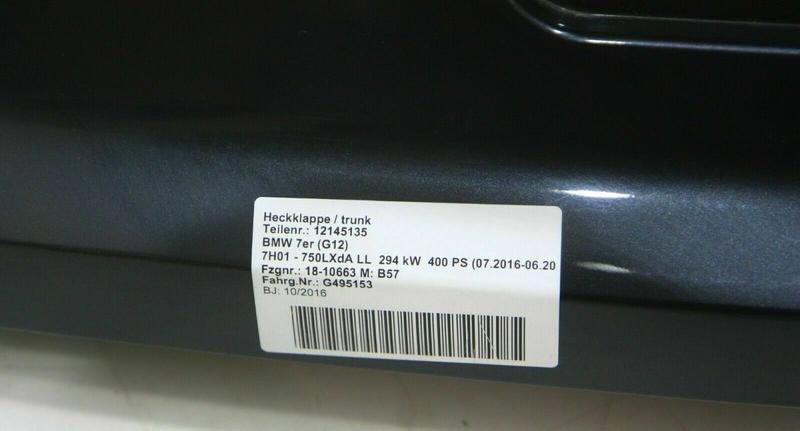 Heckklappe / trunk
Teilenr.: 12145135
BMW 7er (G12)
7H01 - 750LXdA LL 294 kW 400 PS (07.2016-06.20
Fzgnr.: 18-10663 M: B57
Fahrg.Nr.: G495153
BJ: 10/2016